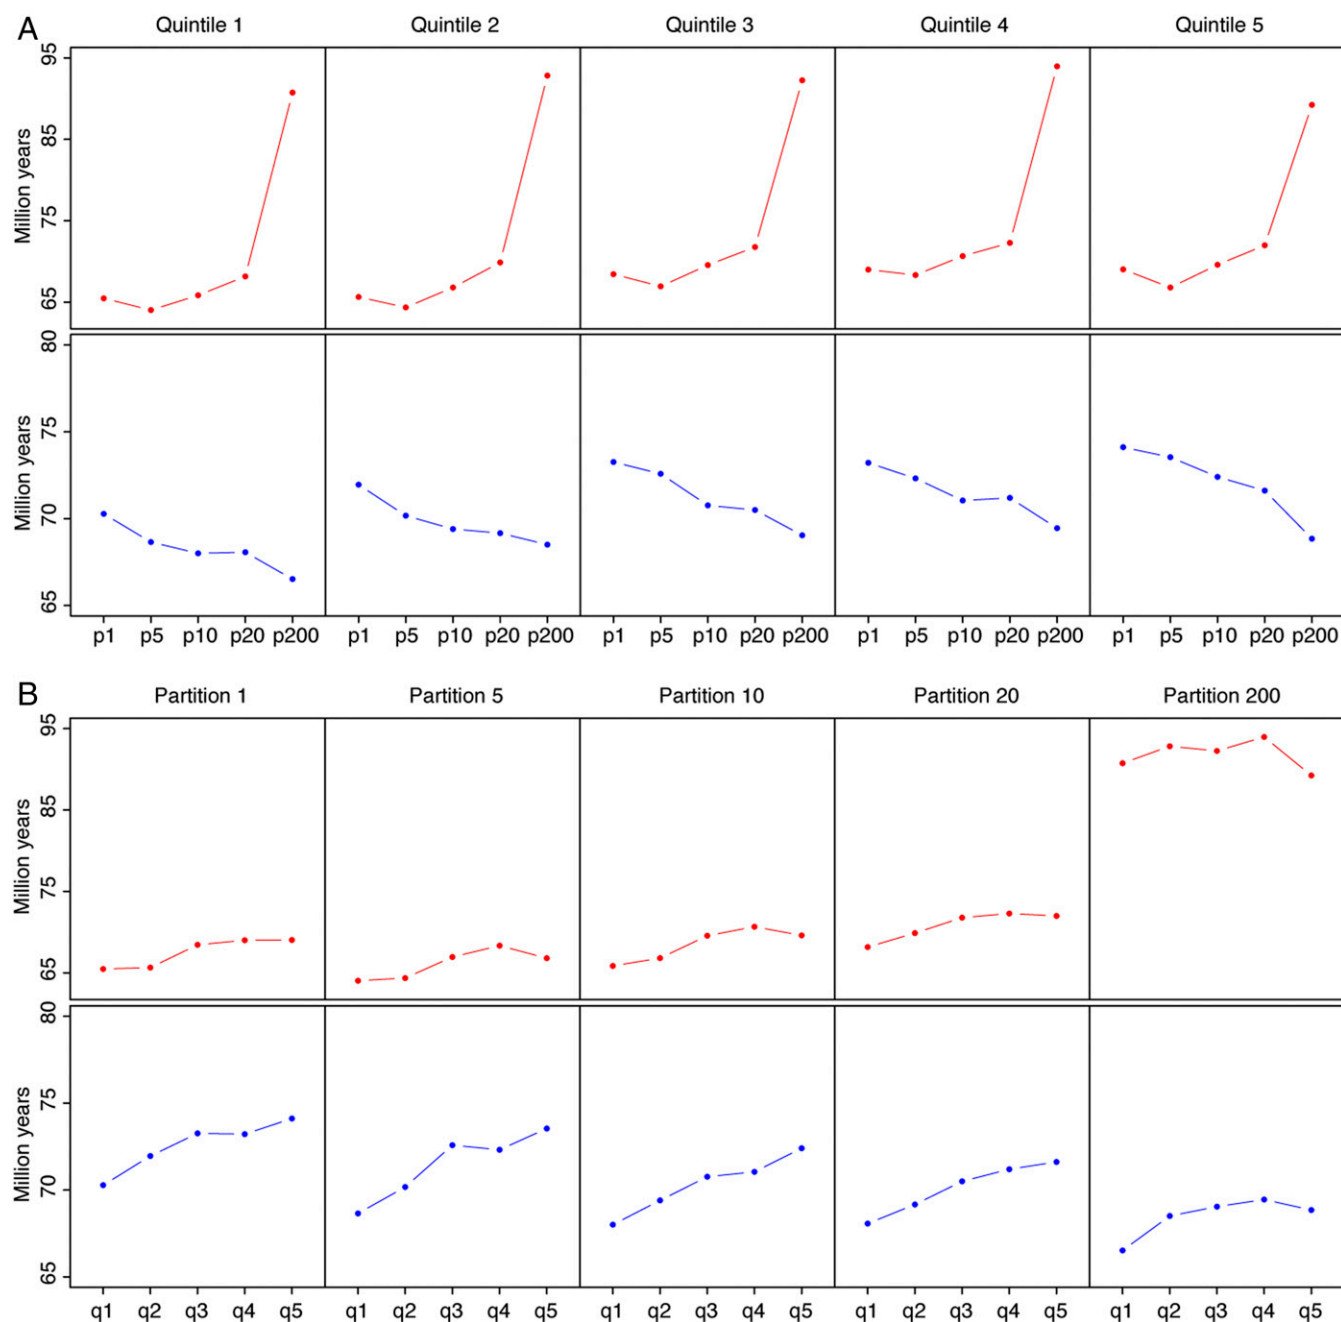 A
Quintile 1 Quintile 2 Quintile 3 Quintile 4 Quintile 5
Million years
95
85
75
65
Million years
80
75
70
65
p1 p5 p10 p20 p200 p1 p5 p10 p20 p200 p1 p5 p10 p20 p200 p1 p5 p10 p20 p200 p1 p5 p10 p20 p200
B
Partition 1 Partition 5 Partition 10 Partition 20 Partition 200
Million years
95
85
75
65
Million years
80
75
70
65
q1 q2 q3 q4 q5 q1 q2 q3 q4 q5 q1 q2 q3 q4 q5 q1 q2 q3 q4 q5 q1 q2 q3 q4 q5